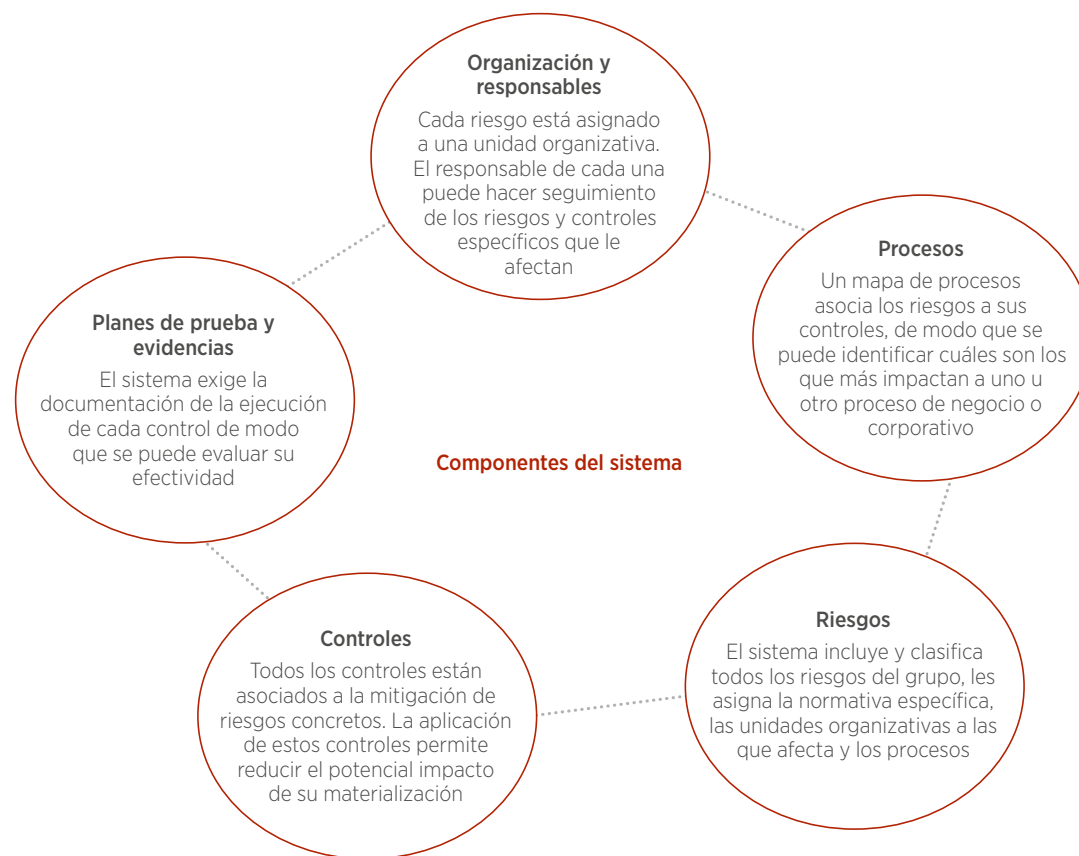 Organización y
responsables
Cada riesgo está asignado
a una unidad organizativa.
El responsable de cada una
puede hacer seguimiento
de los riesgos y controles
específicos que le
afectan
Procesos
Un mapa de procesos
asocia los riesgos a sus
controles, de modo que se
puede identificar cuáles son los
que más impactan a uno u
otro proceso de negocio o
corporativo
Planes de prueba y
evidencias
El sistema exige la
documentación de la ejecución
de cada control de modo
que se puede evaluar su
efectividad
Componentes del sistema
Riesgos
El sistema incluye y clasifica
todos los riesgos del grupo, les
asigna la normativa específica,
las unidades organizativas a las
que afecta y los procesos
Controles
Todos los controles están
asociados a la mitigación de
riesgos concretos. La aplicación
de estos controles permite
reducir el potencial impacto
de su materialización